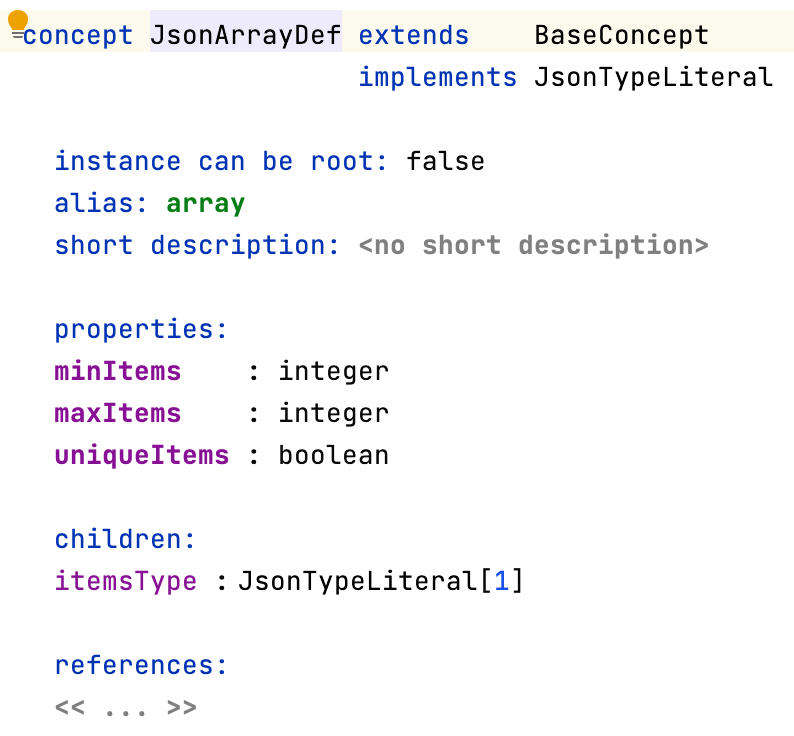 concept JsonArrayDef extends    BaseConcept
                     implements JsonTypeLiteral
instance can be root: false
alias: array
short description: <no short description>
properties:
minItems    : integer
maxItems    : integer
uniqueItems : boolean
children:
itemsType : JsonTypeLiteral[1]
references:
<< ... >>